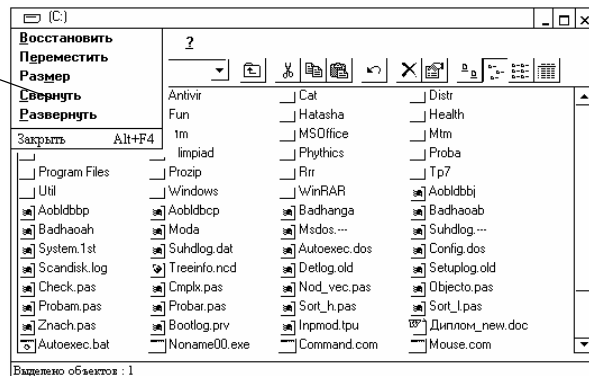 (C:)
Восстановить
Переместить
Размер
Свернуть
Развернуть
Закрыть Alt+F4
?
Antivir Cat Distr
Fun Hatasha Health
MSOffice Mtm
limpiad Phythics Proba
Program Files Prozip Rrr Tp7
Util Windows WinRAR Aobldbbj
Aobldbbp Aobldbcp Badhanga Badhaoab
Badhaoah Moda Msdos.--- Suhdlog.---
System.1st Suhdlog.dat Autoexec.dos Config.dos
Scandisk.log Treeinfo.ncd Detlog.old Setuplog.old
Check.pas Cmplx.pas Nod_vec.pas Objecto.pas
Probam.pas Probar.pas Sort_h.pas Sort_l.pas
Znach.pas Bootlog.prv Inpmod.tpu Диплом_new.doc
Autoexec.bat Noname00.exe Command.com Mouse.com
Выделено объектов : 1